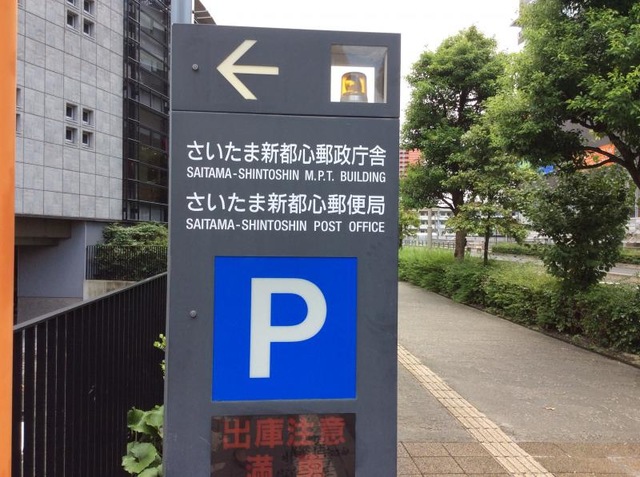 さいたま新都心郵政庁舎
SAITAMA-SHINTOSHIN M.P.T. BUILDING
さいたま新都心郵便局
SAITAMA-SHINTOSHIN POST OFFICE
P
出庫注意
満